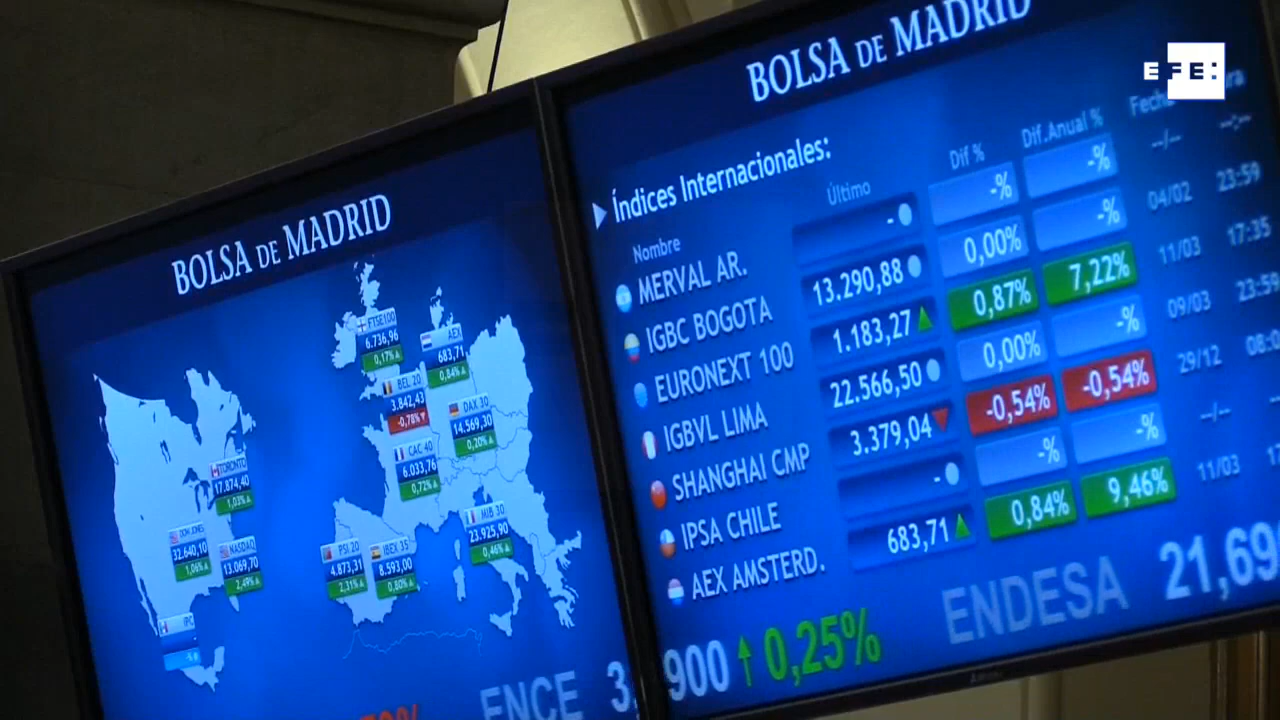 EFE:
BOLSA DE MADRID
FTSE100
6.736,96
0,17%
AEX
683,71
0,84%
BEL 20
3.842,43
-0,78%
DAX 30
14.569,30
0,20%
CAC 40
6.033,76
0,72%
TORONTO
17.874,40
1,03%
DOW JONES
32.640,10
1,06%
NASDAQ
13.069,70
2,49%
PSI 20
4.873,31
2,31%
IBEX 35
8.593,00
0,80%
MIB 30
23.925,90
0,46%
IPC
-%
ENCE 3,900 ↑ 0,25% ENDESA 21,69
BOLSA DE MADRID
Índices Internacionales:
Nombre Último Dif % Dif.Anual % Fecha
MERVAL AR. - -% -% --/-- --:--
IGBC BOGOTA 13.290,88 0,00% -% 04/02 23:59
EURONEXT 100 1.183,27 0,87% 7,22% 11/03 17:35
IGBVL LIMA 22.566,50 0,00% -% 09/03 23:59
SHANGHAI CMP 3.379,04 -0,54% -0,54% 29/12
IPSA CHILE - -% -% --/--
AEX AMSTERD. 683,71 0,84% 9,46% 11/03